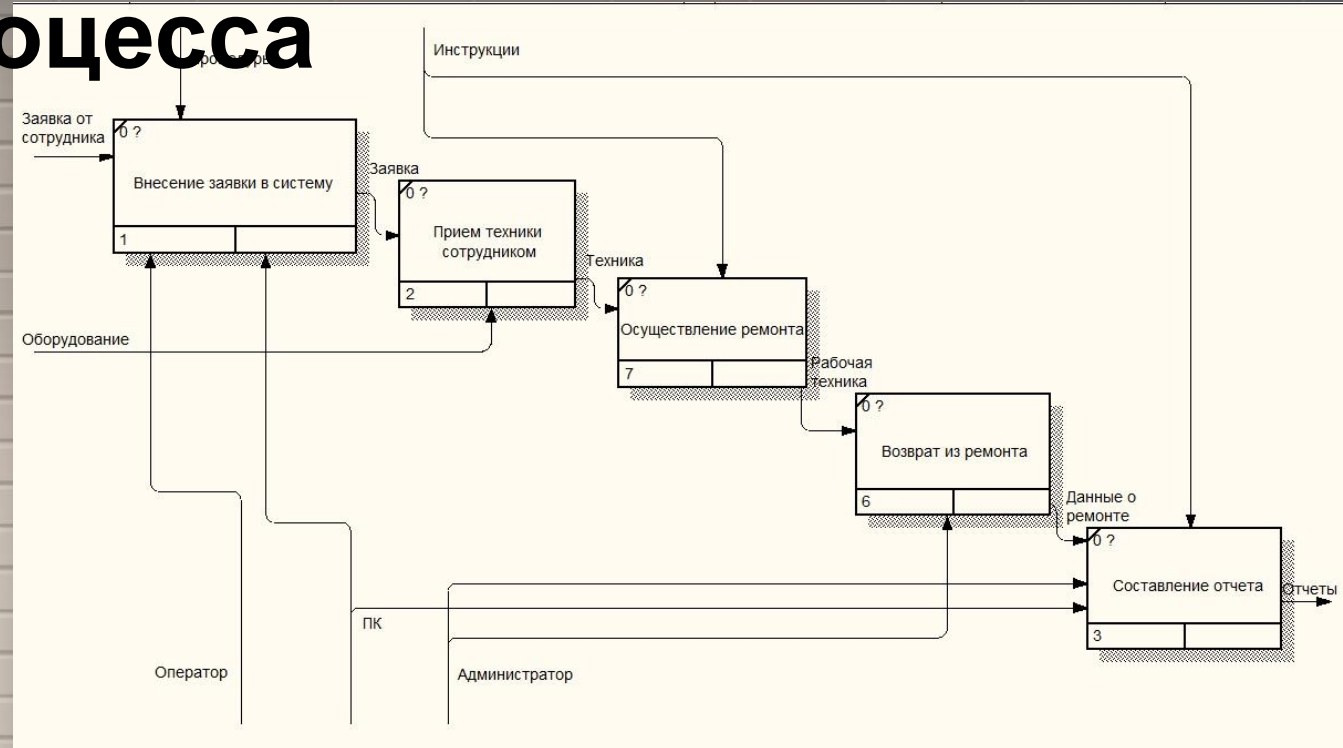 оцесса
Инструкции
Заявка от
сотрудника
0 ?
Внесение заявки в систему
1
Заявка
0 ?
Прием техники
сотрудником
2
Техника
0 ?
Осуществление ремонта
7
Оборудование
Рабочая
техника
0 ?
Возврат из ремонта
6
Данные о
ремонте
0 ?
Составление отчета
3
Отчеты
ПК
Оператор
Администратор